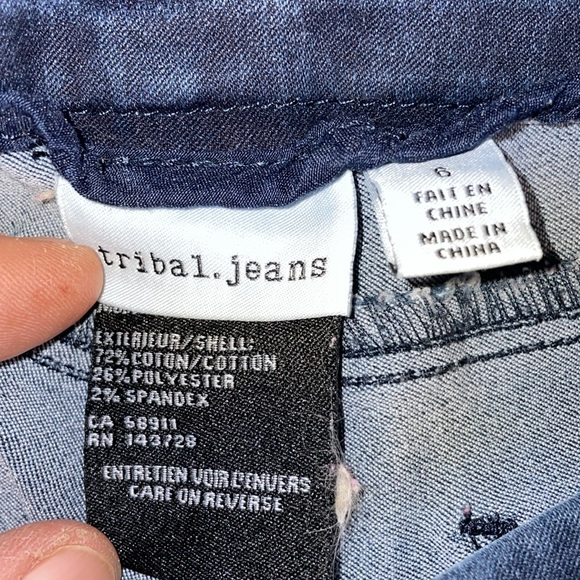 tribal.jeans
EXTERIEUR/SHELL:
72% COTON/COTTON
26% POLYESTER
2% SPANDEX
CA 68911
RN 143728
ENTRETIEN VOIR L'ENVERS
CARE ON REVERSE
6
FAIT EN
CHINE
MADE IN
CHINA